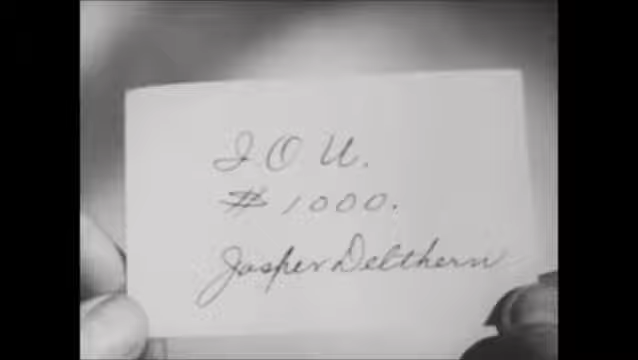 I O U.
$ 1000.
Jasper Delthern